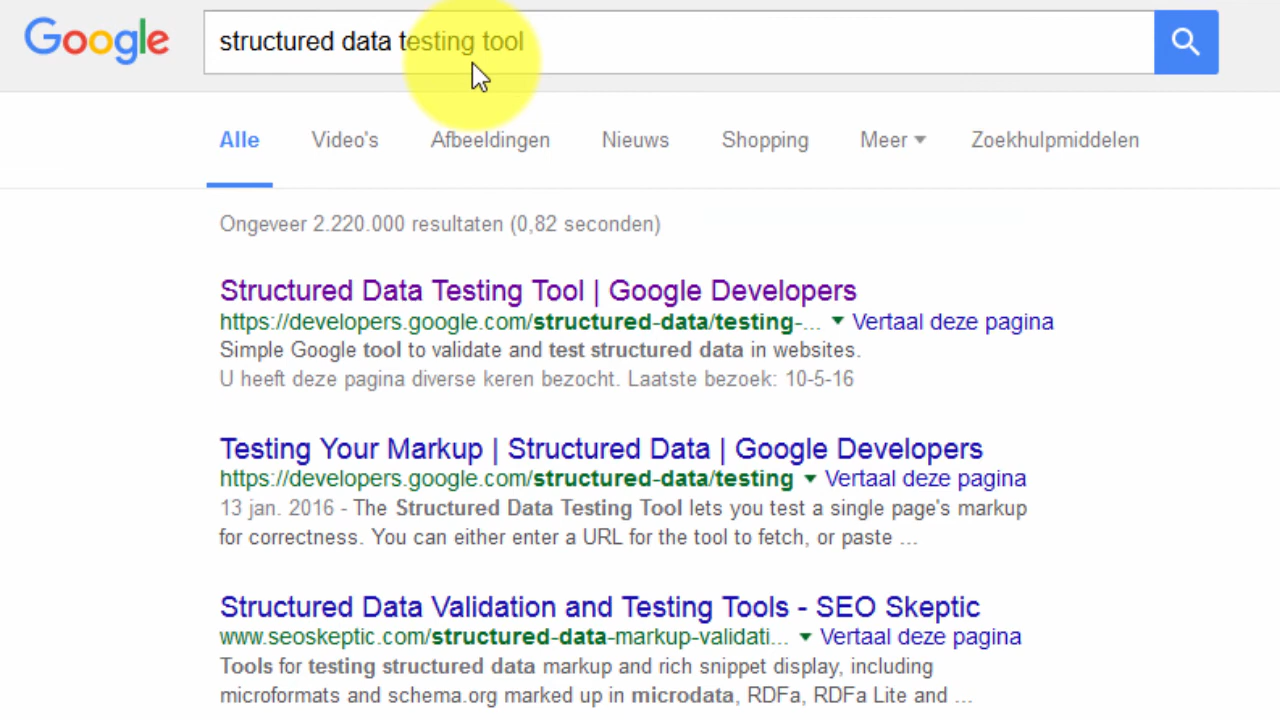 Google
structured data testing tool
Alle Video's Afbeeldingen Nieuws Shopping Meer Zoekhulpmiddelen
Ongeveer 2.220.000 resultaten (0,82 seconden)
Structured Data Testing Tool | Google Developers
https://developers.google.com/structured-data/testing-... Vertaal deze pagina
Simple Google tool to validate and test structured data in websites.
U heeft deze pagina diverse keren bezocht. Laatste bezoek: 10-5-16
Testing Your Markup | Structured Data | Google Developers
https://developers.google.com/structured-data/testing Vertaal deze pagina
13 jan. 2016 - The Structured Data Testing Tool lets you test a single page's markup
for correctness. You can either enter a URL for the tool to fetch, or paste ...
Structured Data Validation and Testing Tools - SEO Skeptic
www.seoskeptic.com/structured-data-markup-validati... Vertaal deze pagina
Tools for testing structured data markup and rich snippet display, including
microformats and schema.org marked up in microdata, RDFa, RDFa Lite and ...